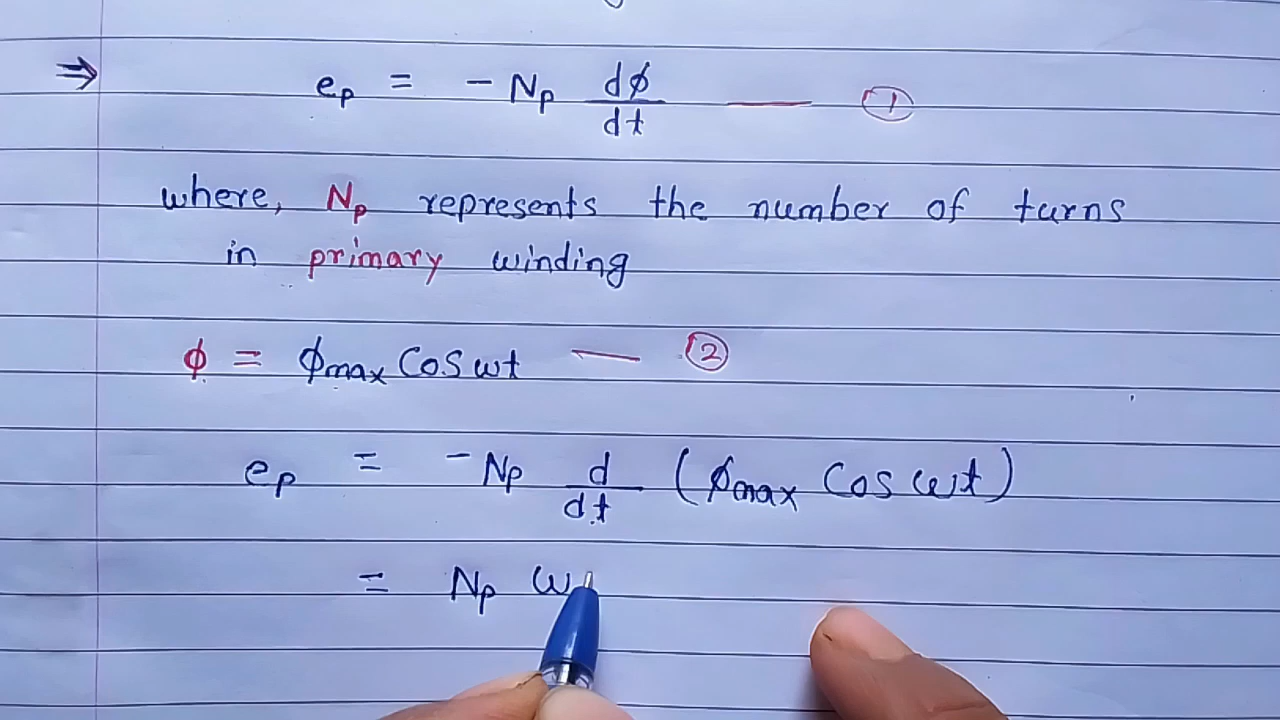 ⇒ eₚ = - Nₚ dϕ/dt —— ①
where, Nₚ represents the number of turns
in primary winding
ϕ = ϕmax Cos ωt —— ②
eₚ = - Nₚ d/dt (ϕmax Cos ωt)
= Nₚ ω